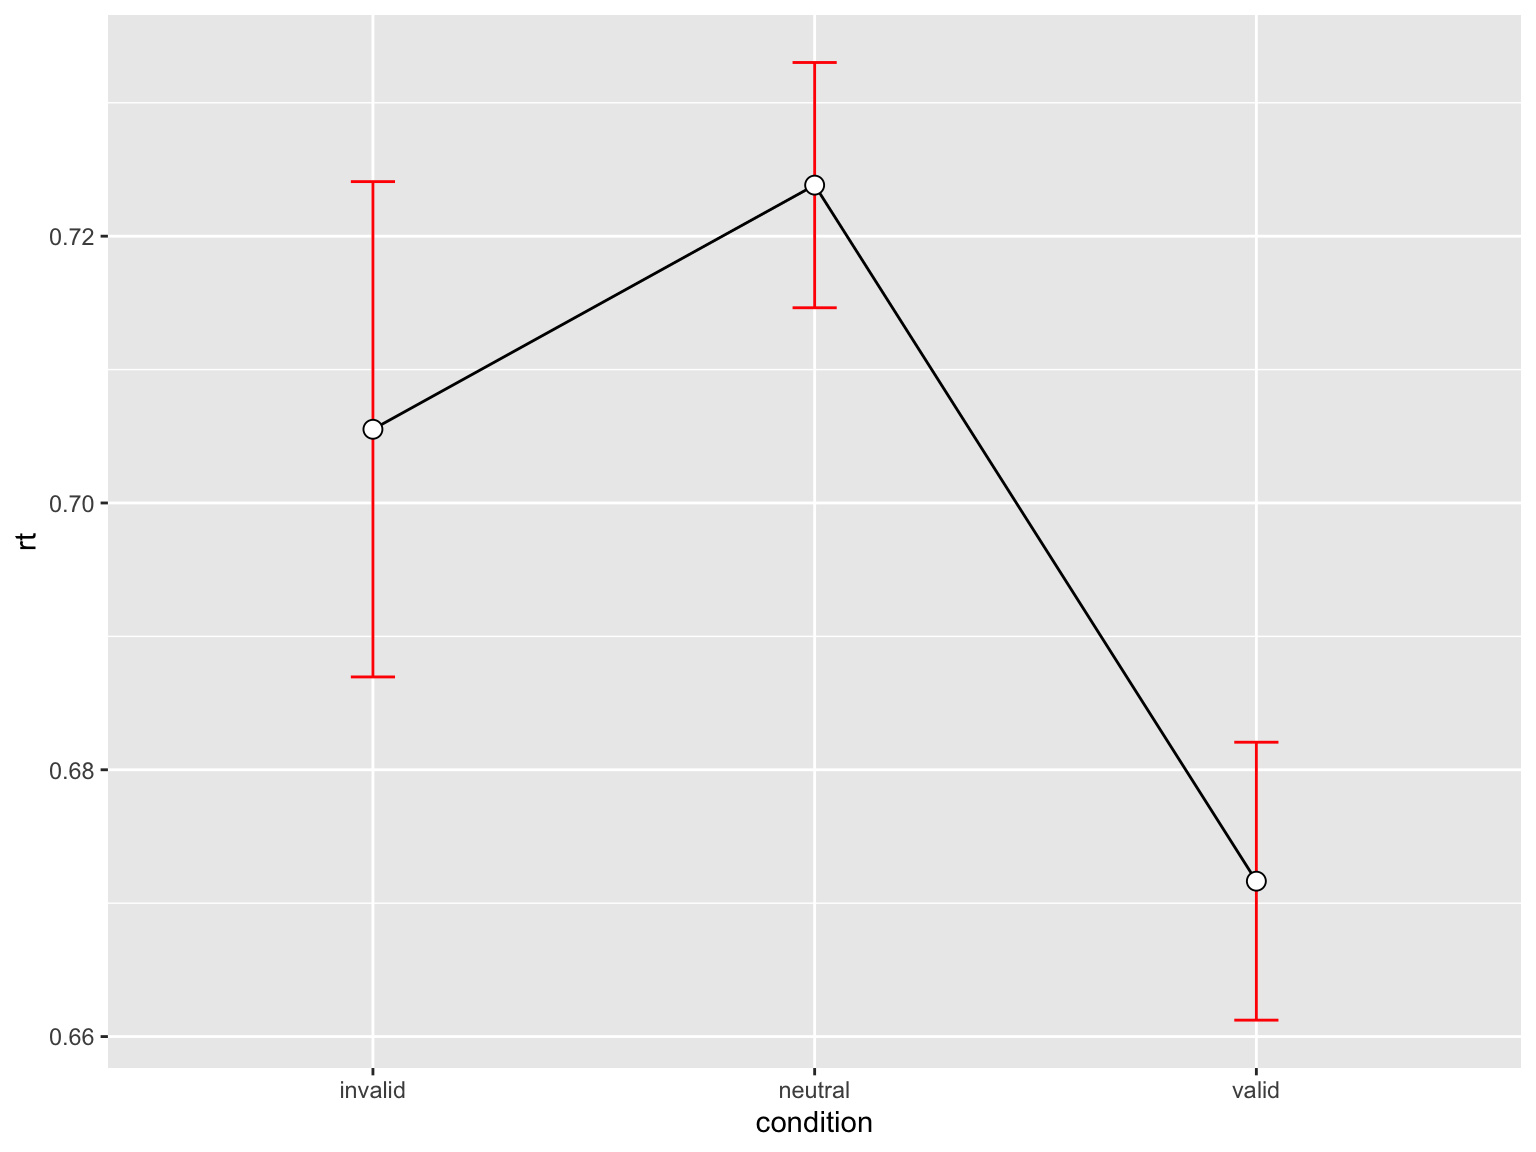 0.72
0.70
rt
0.68
0.66
invalid neutral valid
condition